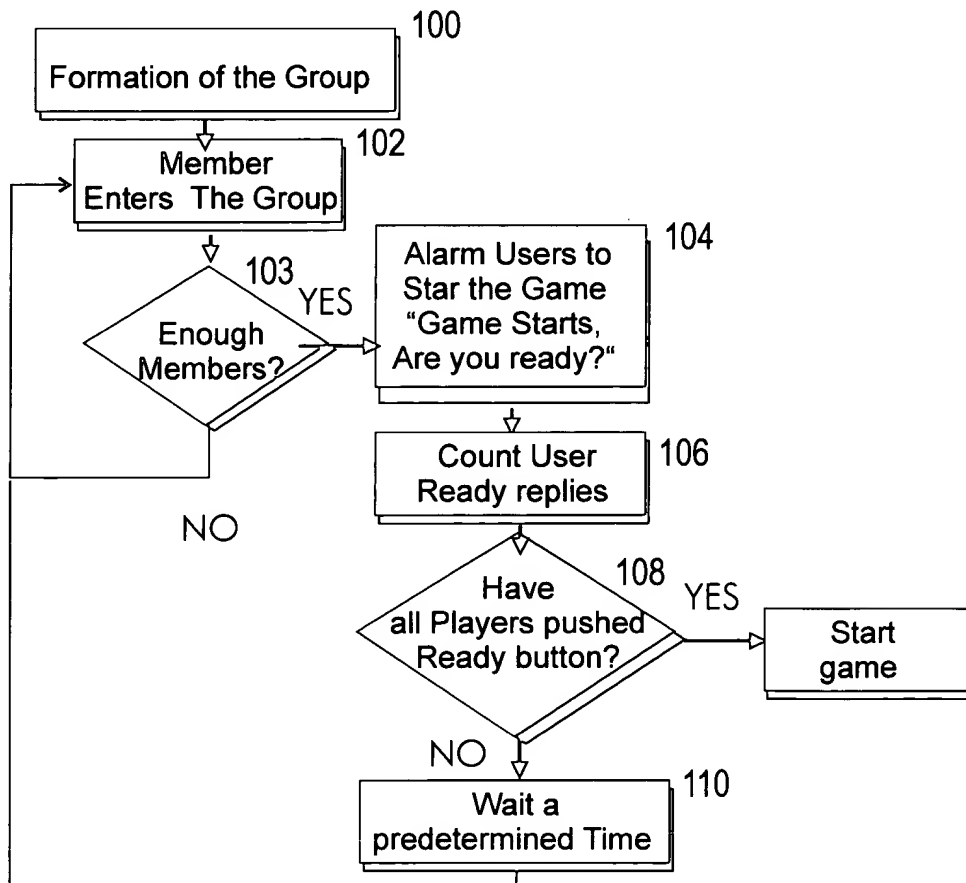 100
Formation of the Group
102
Member
Enters The Group
103
YES
Enough
Members?
NO
104
Alarm Users to
Star the Game
“Game Starts,
Are you ready?“
Count User
Ready replies
106
Have
all Players pushed
Ready button?
108
YES
Start
game
NO
Wait a
predetermined Time
110